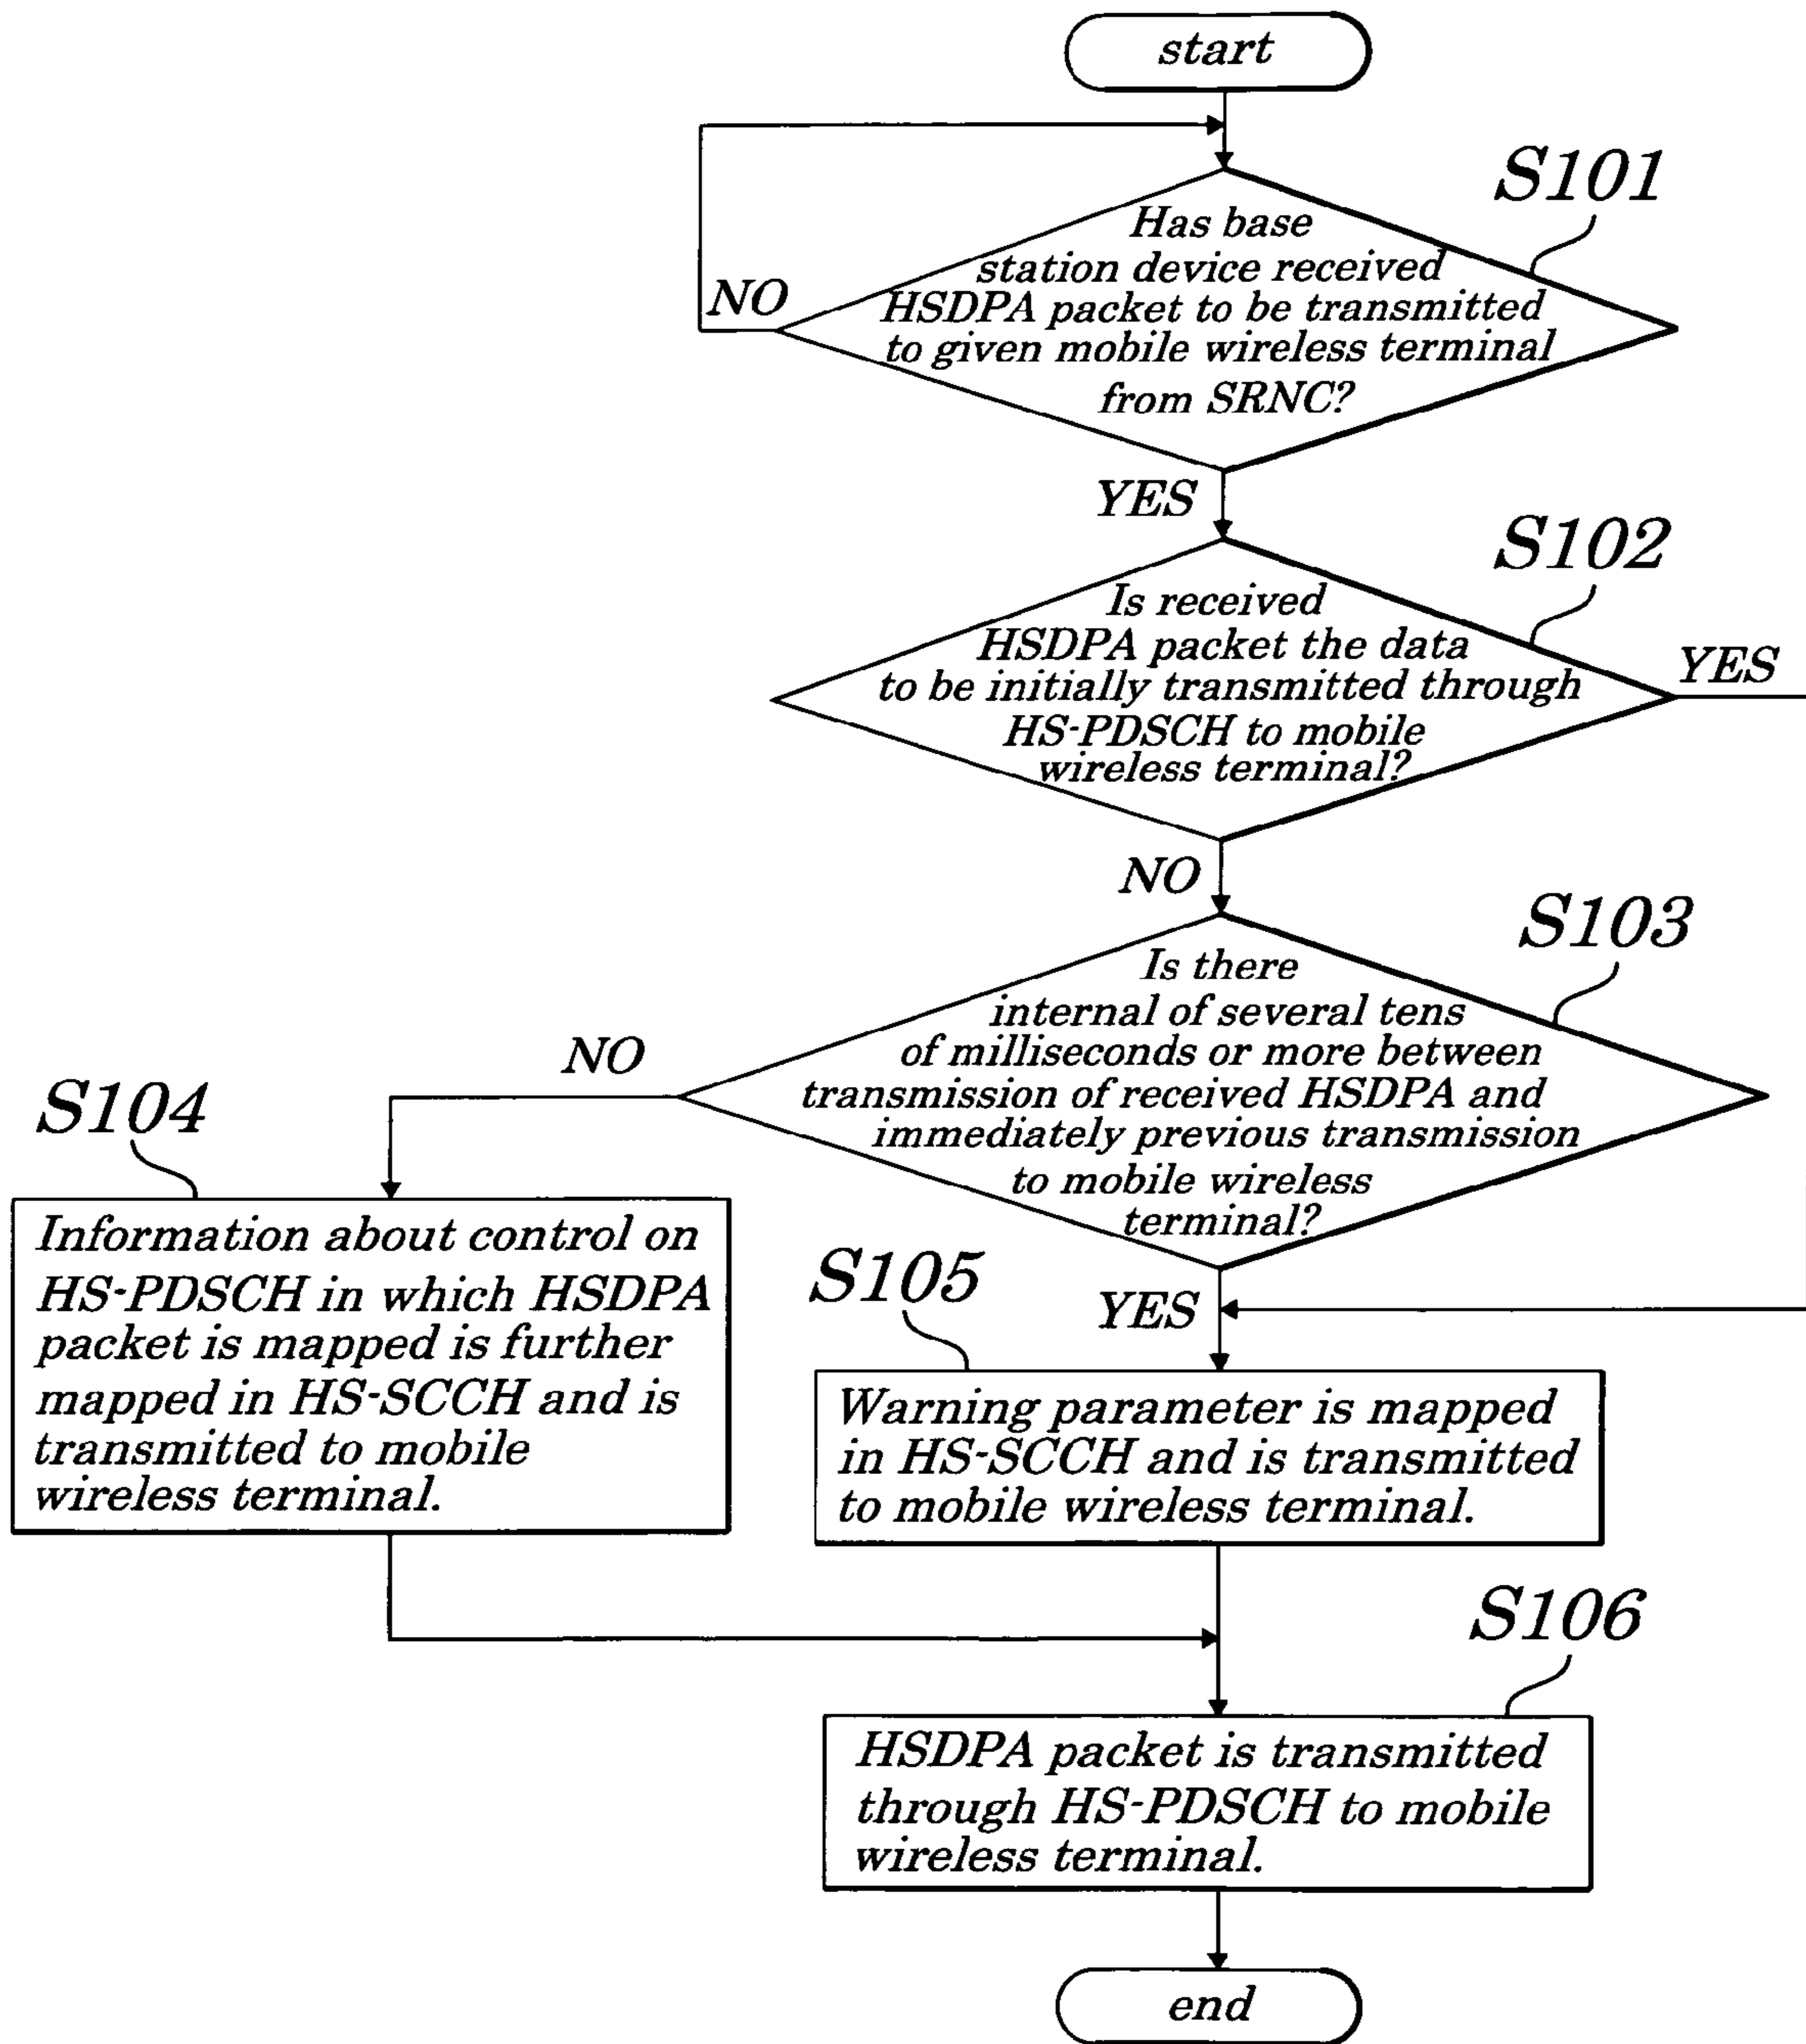 start
S101
Has base
station device received
HSDPA packet to be transmitted
to given mobile wireless terminal
from SRNC?
NO
YES
S102
Is received
HSDPA packet the data
to be initially transmitted through
HS-PDSCH to mobile
wireless terminal?
YES
NO
S103
Is there
internal of several tens
of milliseconds or more between
transmission of received HSDPA and
immediately previous transmission
to mobile wireless
terminal?
NO
YES
S104
Information about control on
HS-PDSCH in which HSDPA
packet is mapped is further
mapped in HS-SCCH and is
transmitted to mobile
wireless terminal.
S105
Warning parameter is mapped
in HS-SCCH and is transmitted
to mobile wireless terminal.
S106
HSDPA packet is transmitted
through HS-PDSCH to mobile
wireless terminal.
end